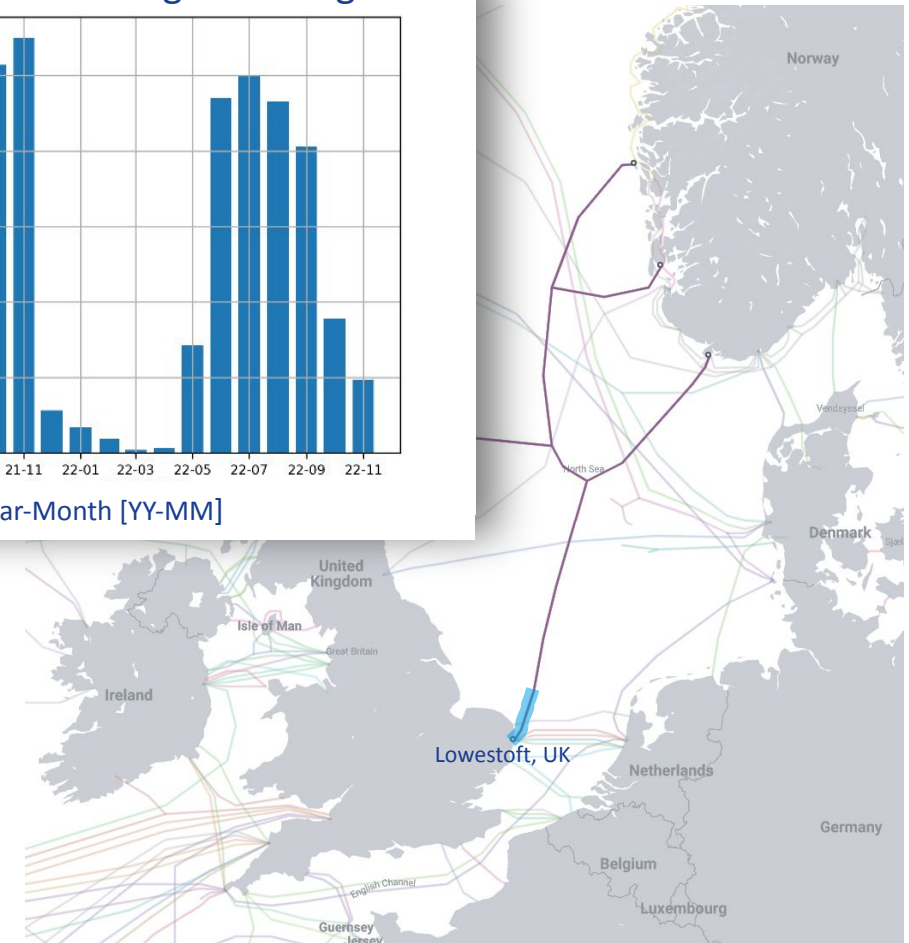 21-11 22-01 22-03 22-05 22-07 22-09 22-11
ar-Month [YY-MM]
Norway
Vendsyssel
North Sea
Denmark
United
Kingdom
Isle of Man
Great Britain
Ireland
Lowestoft, UK
Netherlands
Germany
Belgium
English Channel
Luxembourg
Guernsey
Jersey